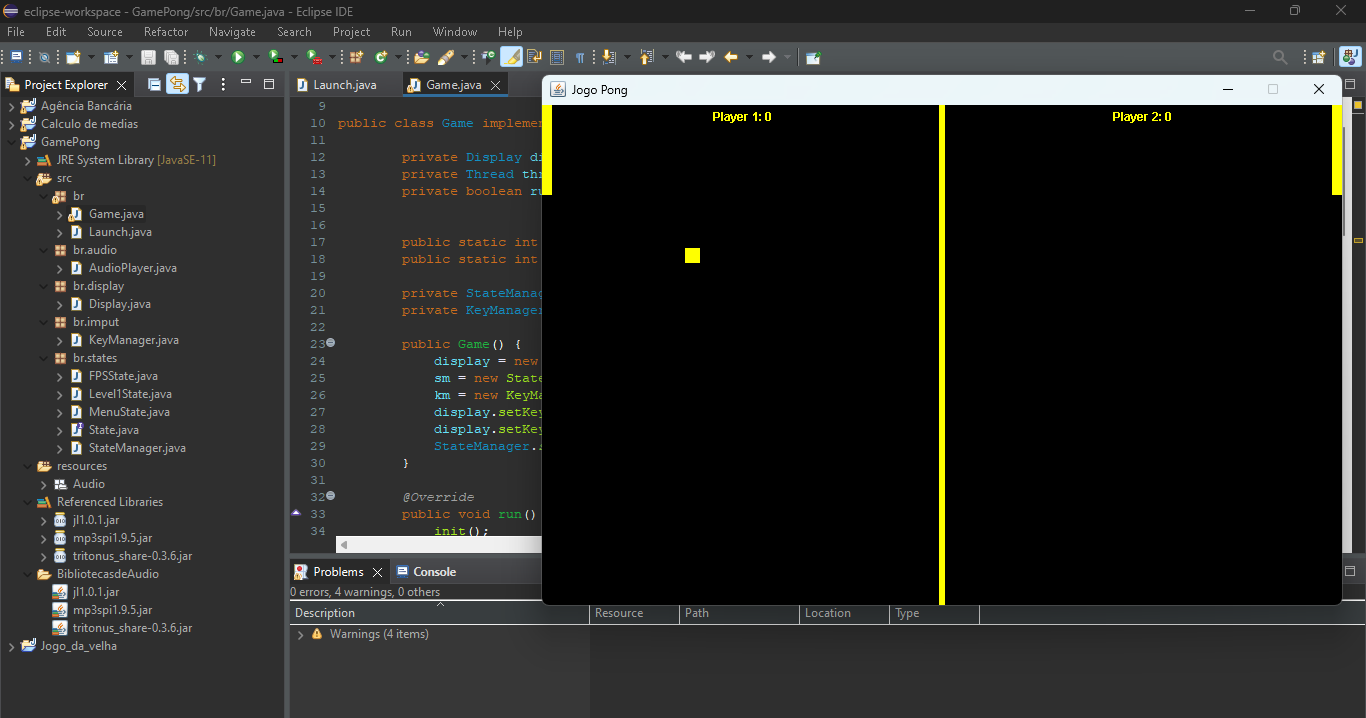 eclipse-workspace - GamePong/src/br/Game.java - Eclipse IDE
File Edit Source Refactor Navigate Search Project Run Window Help
Project Explorer
Agência Bancária
Calculo de medias
GamePong
JRE System Library [JavaSE-11]
src
br
Game.java
Launch.java
br.audio
AudioPlayer.java
br.display
Display.java
br.imput
KeyManager.java
br.states
FPSState.java
Level1State.java
MenuState.java
State.java
StateManager.java
resources
Audio
Referenced Libraries
jl1.0.1.jar
mp3spi1.9.5.jar
tritonus_share-0.3.6.jar
BibliotecasdeAudio
jl1.0.1.jar
mp3spi1.9.5.jar
tritonus_share-0.3.6.jar
Jogo_da_velha
Launch.java Game.java
9
10 public class Game implemen
11
12 private Display di
13 private Thread thr
14 private boolean ru
15
16
17 public static int
18 public static int
19
20 private StateManag
21 private KeyManager
22
23 public Game() {
24 display = new
25 sm = new State
26 km = new KeyMa
27 display.setKey
28 display.setKey
29 StateManager.s
30 }
31
32 @Override
33 public void run()
34 init();
Jogo Pong
Player 1: 0 Player 2: 0
Problems Console
0 errors, 4 warnings, 0 others
Description Resource Path Location Type
Warnings (4 items)